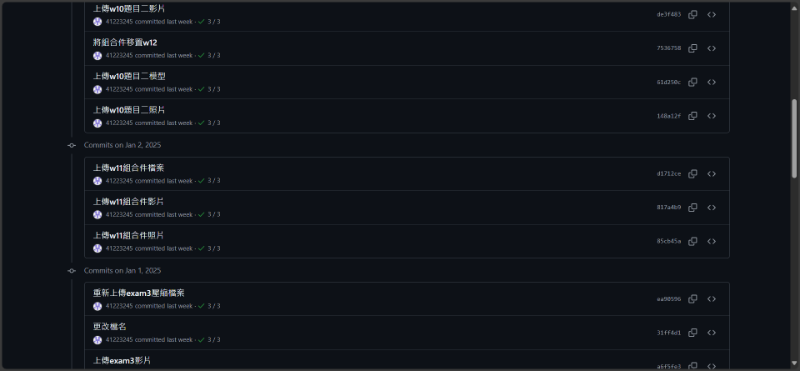 上傳w10題目二影片
41223245 committed last week · ✓ 3 / 3
de3f483
將組合件移置w12
41223245 committed last week · ✓ 3 / 3
7536758
上傳w10題目二模型
41223245 committed last week · ✓ 3 / 3
61d250c
上傳w10題目二照片
41223245 committed last week · ✓ 3 / 3
148a12f
Commits on Jan 2, 2025
上傳w11組合件檔案
41223245 committed last week · ✓ 3 / 3
d1712ce
上傳w11組合件影片
41223245 committed last week · ✓ 3 / 3
817a4b9
上傳w11組合件照片
41223245 committed last week · ✓ 3 / 3
85cb45a
Commits on Jan 1, 2025
重新上傳exam3壓縮檔案
41223245 committed last week · ✓ 3 / 3
aa90596
更改檔名
41223245 committed last week · ✓ 3 / 3
31ff4d1
上傳exam3影片
a6f5fe3